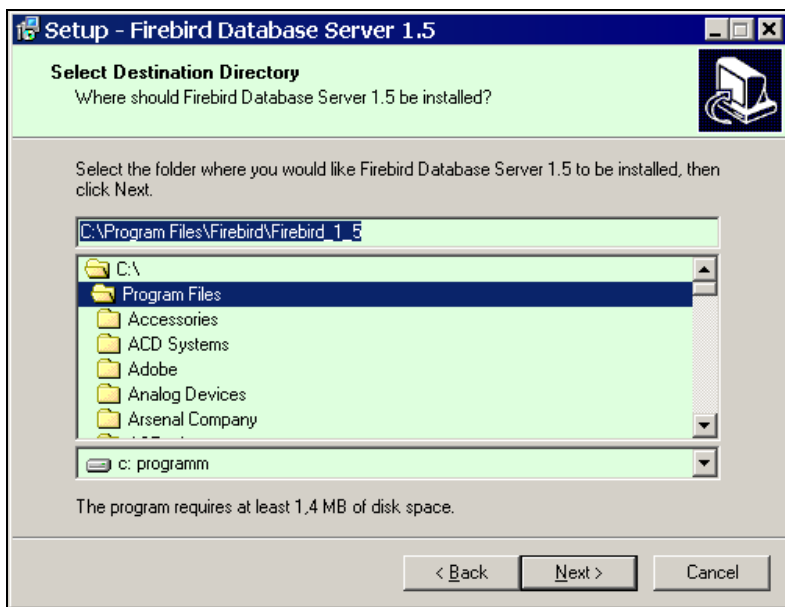 Setup - Firebird Database Server 1.5
Select Destination Directory
Where should Firebird Database Server 1.5 be installed?
Select the folder where you would like Firebird Database Server 1.5 to be installed, then
click Next.
C:\Program Files\Firebird\Firebird_1_5
C:\
Program Files
Accessories
ACD Systems
Adobe
Analog Devices
Arsenal Company
c: programm
The program requires at least 1,4 MB of disk space.
< Back
Next >
Cancel